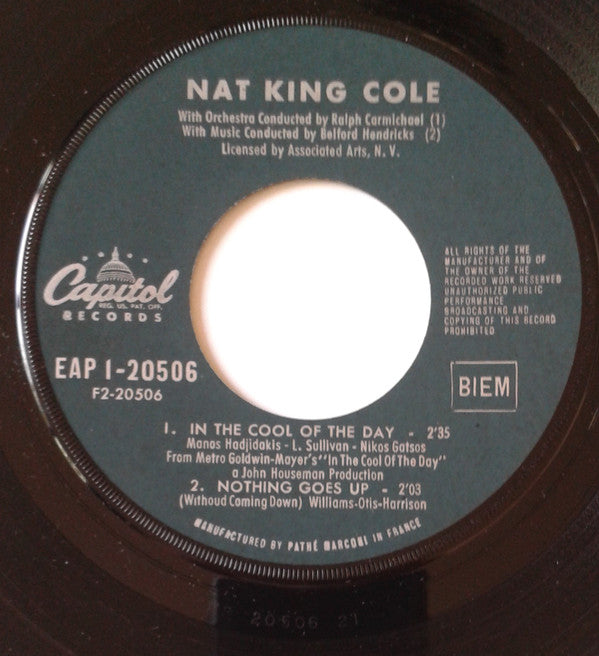 NAT KING COLE
With Orchestra Conducted by Ralph Carmichael (1)
With Music Conducted by Belford Hendricks (2)
Licensed by Associated Arts, N. V.
Capitol
REG. U.S. PAT. OFF.
RECORDS
ALL RIGHTS OF THE
MANUFACTURER AND OF
THE OWNER OF THE
RECORDED WORK RESERVED
UNAUTHORIZED PUBLIC
PERFORMANCE
BROADCASTING AND
COPYING OF THIS RECORD
PROHIBITED
EAP 1-20506
F2-20506
BIEM
1. IN THE COOL OF THE DAY - 2'35
Manos Hadjidakis - L. Sullivan - Nikos Gatsos
From Metro Goldwin-Mayer's "In The Cool Of The Day"
a John Houseman Production
2. NOTHING GOES UP - 2'03
(Withoud Coming Down) Williams-Otis-Harrison
MANUFACTURED BY PATHÉ MARCONI IN FRANCE
20506 21